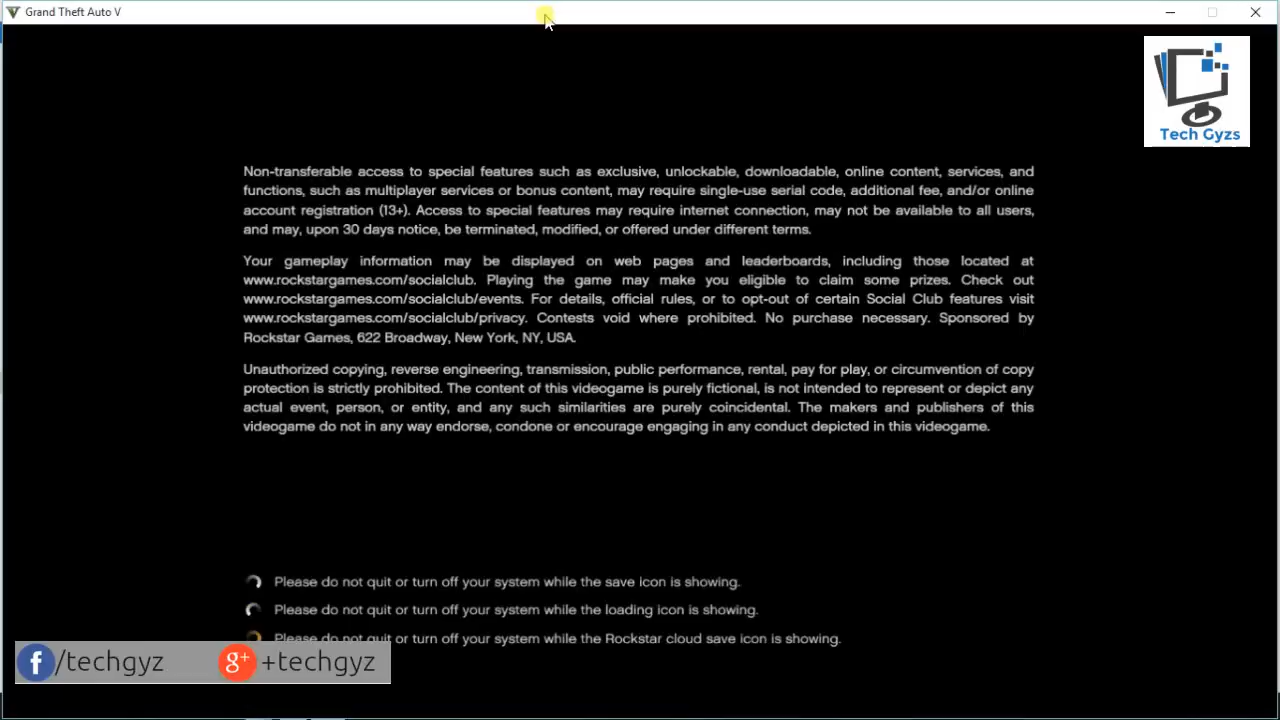 Grand Theft Auto V
Tech Gyzs
Non-transferable access to special features such as exclusive, unlockable, downloadable, online content, services, and
functions, such as multiplayer services or bonus content, may require single-use serial code, additional fee, and/or online
account registration (13+). Access to special features may require internet connection, may not be available to all users,
and may, upon 30 days notice, be terminated, modified, or offered under different terms.
Your gameplay information may be displayed on web pages and leaderboards, including those located at
www.rockstargames.com/socialclub. Playing the game may make you eligible to claim some prizes. Check out
www.rockstargames.com/socialclub/events. For details, official rules, or to opt-out of certain Social Club features visit
www.rockstargames.com/socialclub/privacy. Contests void where prohibited. No purchase necessary. Sponsored by
Rockstar Games, 622 Broadway, New York, NY, USA.
Unauthorized copying, reverse engineering, transmission, public performance, rental, pay for play, or circumvention of copy
protection is strictly prohibited. The content of this videogame is purely fictional, is not intended to represent or depict any
actual event, person, or entity, and any such similarities are purely coincidental. The makers and publishers of this
videogame do not in any way endorse, condone or encourage engaging in any conduct depicted in this videogame.
Please do not quit or turn off your system while the save icon is showing.
Please do not quit or turn off your system while the loading icon is showing.
Please do not quit or turn off your system while the Rockstar cloud save icon is showing.
f/techgyz g+ +techgyz